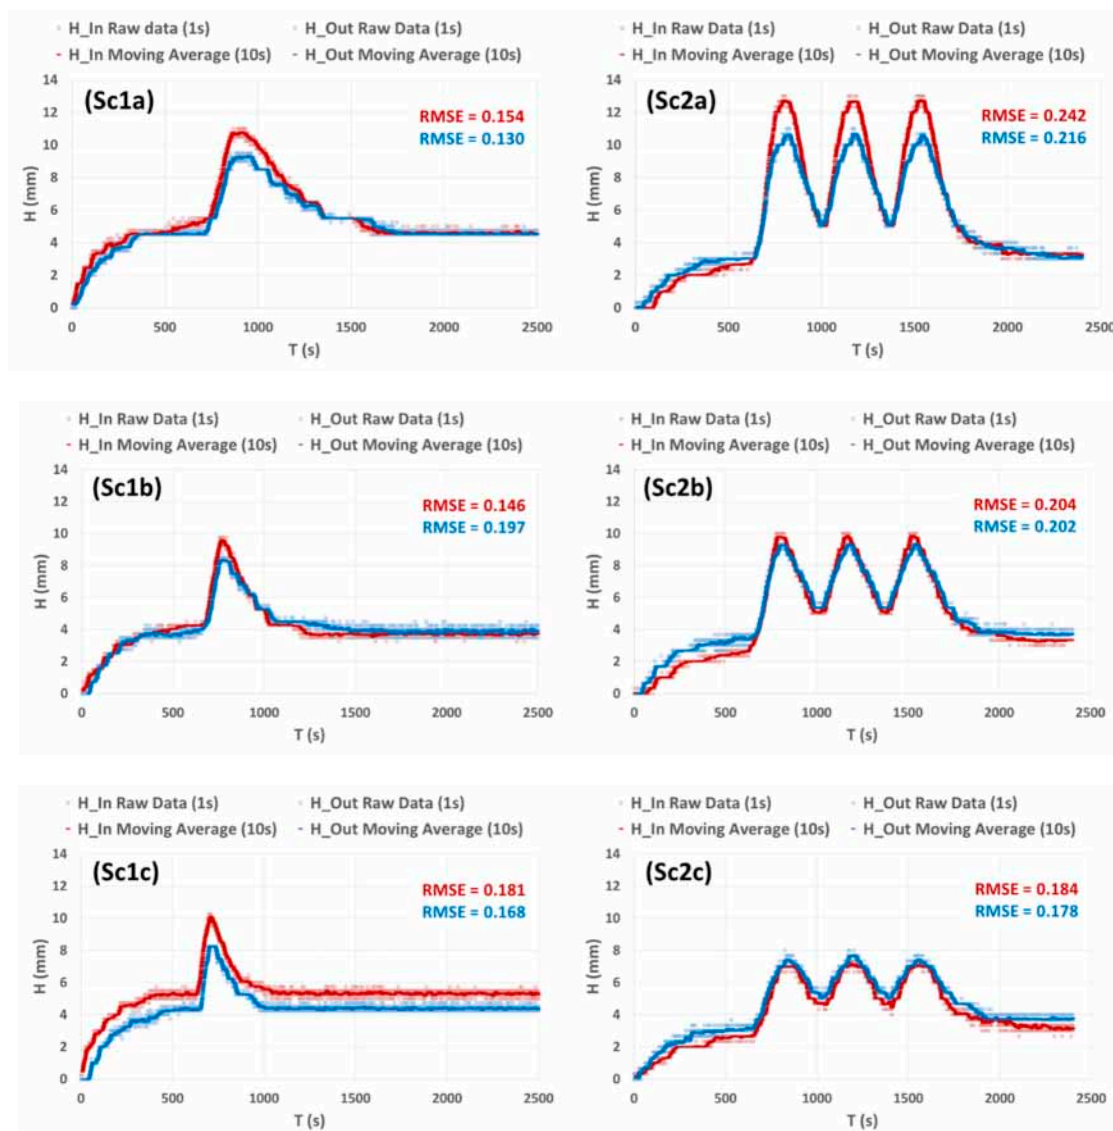 H_In Raw data (1s) H_Out Raw Data (1s)
H_In Moving Average (10s) H_Out Moving Average (10s)
14
(Sc1a)
12
RMSE = 0.154
RMSE = 0.130
10
8
H (mm)
6
4
2
0
0 500 1000 1500 2000 2500
T (s)
H_In Raw Data (1s) H_Out Raw Data (1s)
H_In Moving Average (10s) H_Out Moving Average (10s)
14
(Sc2a)
12
RMSE = 0.242
RMSE = 0.216
10
8
H (mm)
6
4
2
0
0 500 1000 1500 2000 2500
T (s)
H_In Raw Data (1s) H_Out Raw Data (1s)
H_In Moving Average (10s) H_Out Moving Average (10s)
14
(Sc1b)
12
RMSE = 0.146
RMSE = 0.197
10
8
H (mm)
6
4
2
0
0 500 1000 1500 2000 2500
T (s)
H_In Raw Data (1s) H_Out Raw Data (1s)
H_In Moving Average (10s) H_Out Moving Average (10s)
14
(Sc2b)
12
RMSE = 0.204
RMSE = 0.202
10
8
H (mm)
6
4
2
0
0 500 1000 1500 2000 2500
T (s)
H_In Raw Data (1s) H_Out Raw Data (1s)
H_In Moving Average (10s) H_Out Moving Average (10s)
14
(Sc1c)
12
RMSE = 0.181
RMSE = 0.168
10
8
H (mm)
6
4
2
0
0 500 1000 1500 2000 2500
T (s)
H_In Raw Data (1s) H_Out Raw Data (1s)
H_In Moving Average (10s) H_Out Moving Average (10s)
14
(Sc2c)
12
RMSE = 0.184
RMSE = 0.178
10
8
H (mm)
6
4
2
0
0 500 1000 1500 2000 2500
T (s)